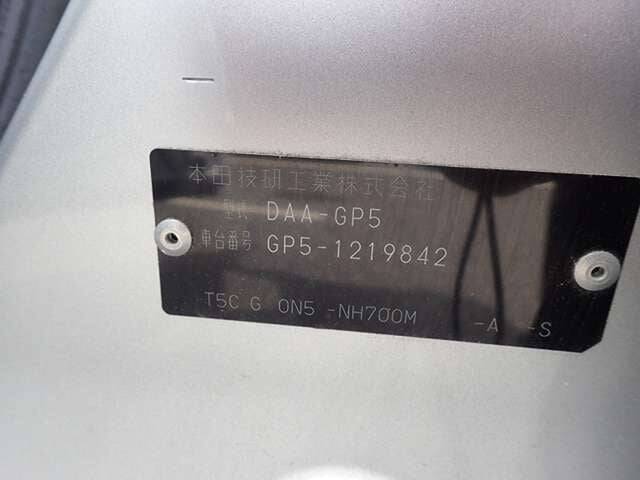 本田技研工業株式会社
型式 DAA-GP5
車台番号 GP5-1219842
T5C G 0N5 -NH700M -A -S